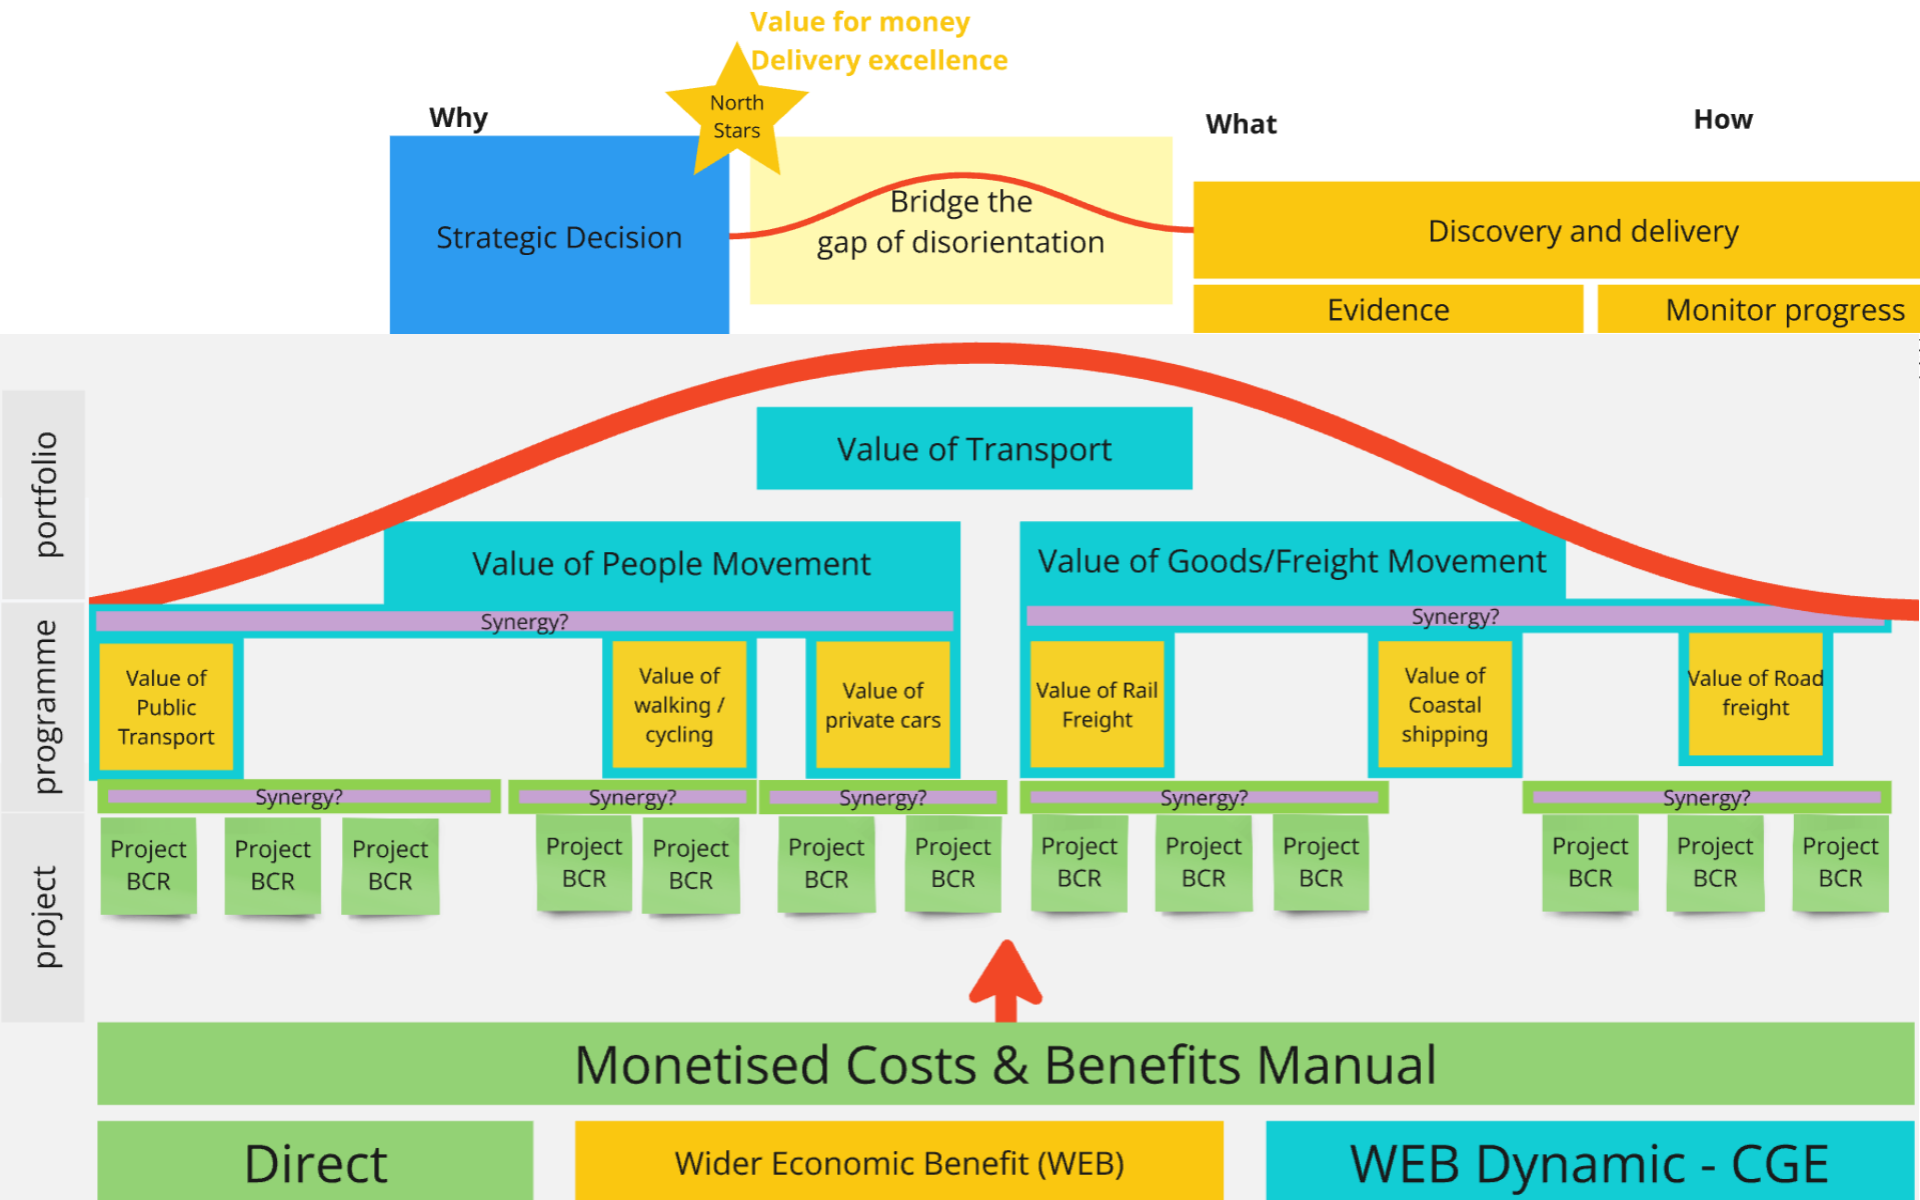 Value for money
Delivery excellence
North
Stars
Why
What
How
Strategic Decision
Bridge the
gap of disorientation
Discovery and delivery
Evidence
Monitor progress
portfolio
Value of Transport
Value of People Movement
Value of Goods/Freight Movement
programme
Synergy?
Synergy?
Value of
Public
Transport
Value of
walking /
cycling
Value of
private cars
Value of Rail
Freight
Value of
Coastal
shipping
Value of Road
freight
Synergy?
Synergy?
Synergy?
Synergy?
Synergy?
project
Project
BCR
Project
BCR
Project
BCR
Project
BCR
Project
BCR
Project
BCR
Project
BCR
Project
BCR
Project
BCR
Project
BCR
Project
BCR
Project
BCR
Project
BCR
Monetised Costs & Benefits Manual
Direct
Wider Economic Benefit (WEB)
WEB Dynamic - CGE